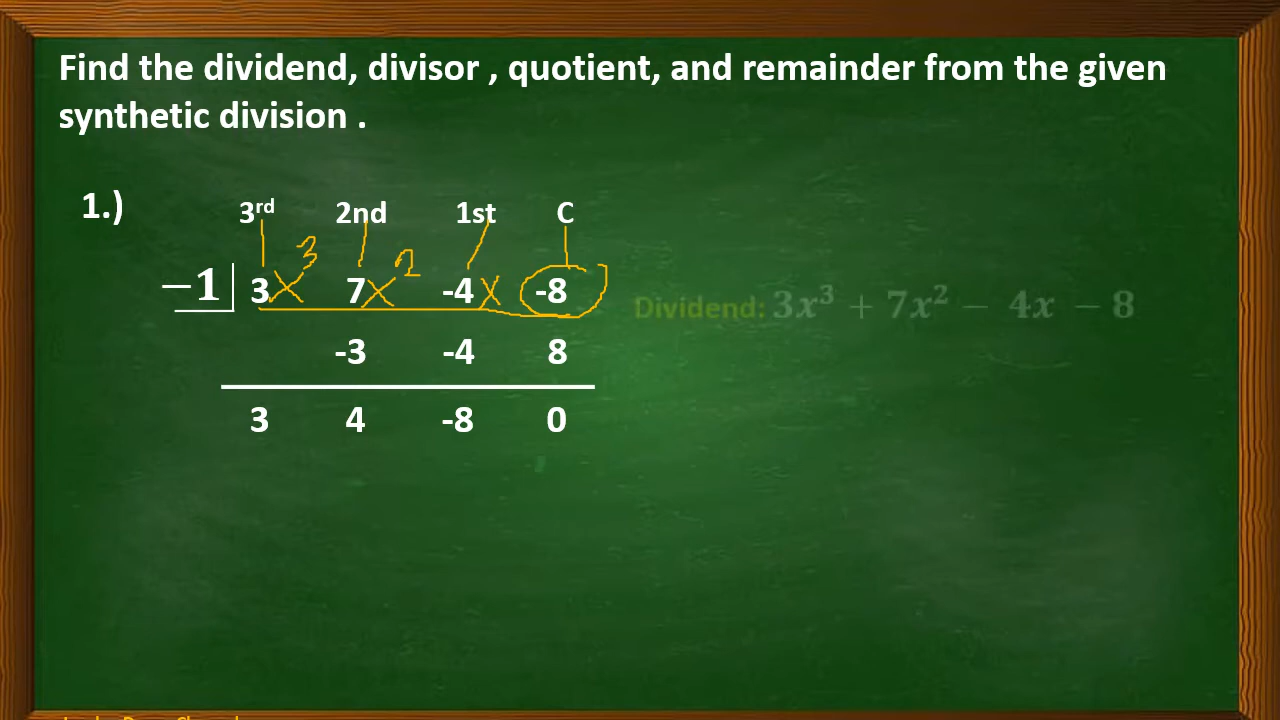 Find the dividend, divisor , quotient, and remainder from the given
synthetic division .
1.)
3rd 2nd 1st C
−1 3 x 3 7 x 2 -4 x -8
Dividend: 3x³ + 7x² − 4x − 8
-3 -4 8
3 4 -8 0